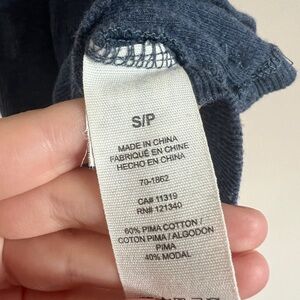 S/P
MADE IN CHINA
FABRIQUÉ EN CHINE
HECHO EN CHINA
70-1862
CA# 11319
RN# 121340
60% PIMA COTTON /
COTON PIMA / ALGODON
PIMA
40% MODAL